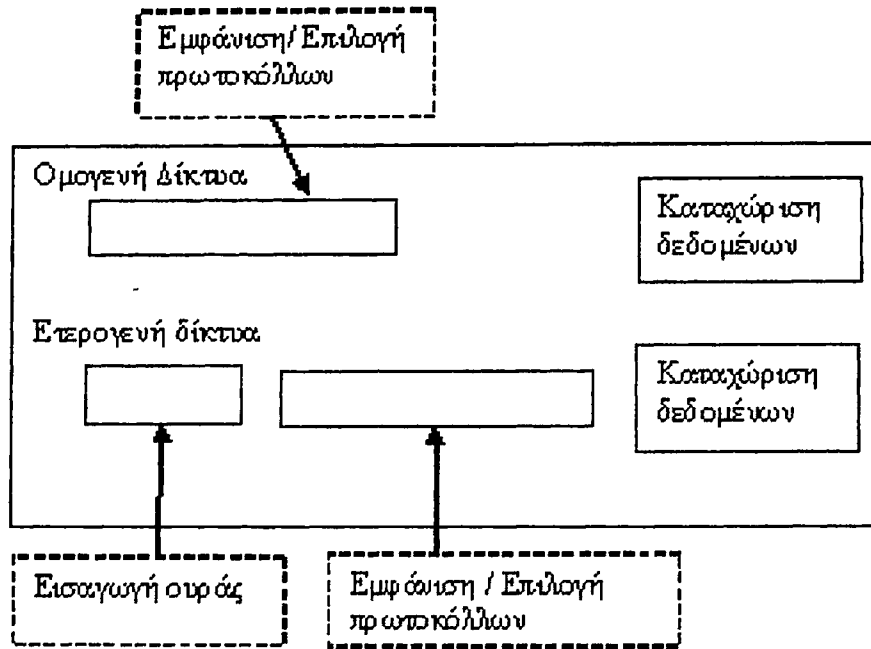 Εμφάνιση/Επιλογή
πρωτοκόλλων
Ομογενή Δίκτυα
Καταχώριση
δεδομένων
Ετερογενή δίκτυα
Καταχώριση
δεδομένων
Εισαγωγή ουράς
Εμφάνιση / Επιλογή
πρωτοκόλλων